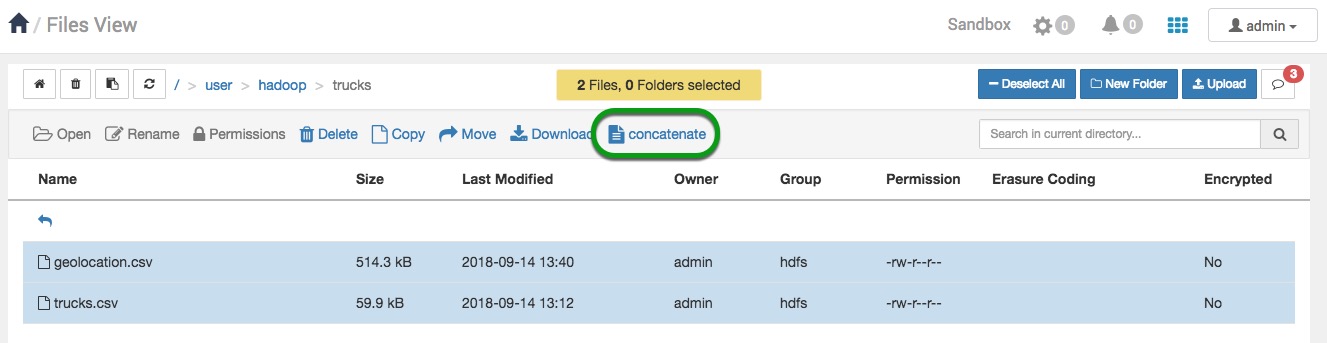 / Files View Sandbox 0 0 admin
/ > user > hadoop > trucks 2 Files, 0 Folders selected Deselect All New Folder Upload 3
Open Rename Permissions Delete Copy Move Download concatenate Search in current directory...
Name Size Last Modified Owner Group Permission Erasure Coding Encrypted
geolocation.csv 514.3 kB 2018-09-14 13:40 admin hdfs -rw-r--r-- No
trucks.csv 59.9 kB 2018-09-14 13:12 admin hdfs -rw-r--r-- No